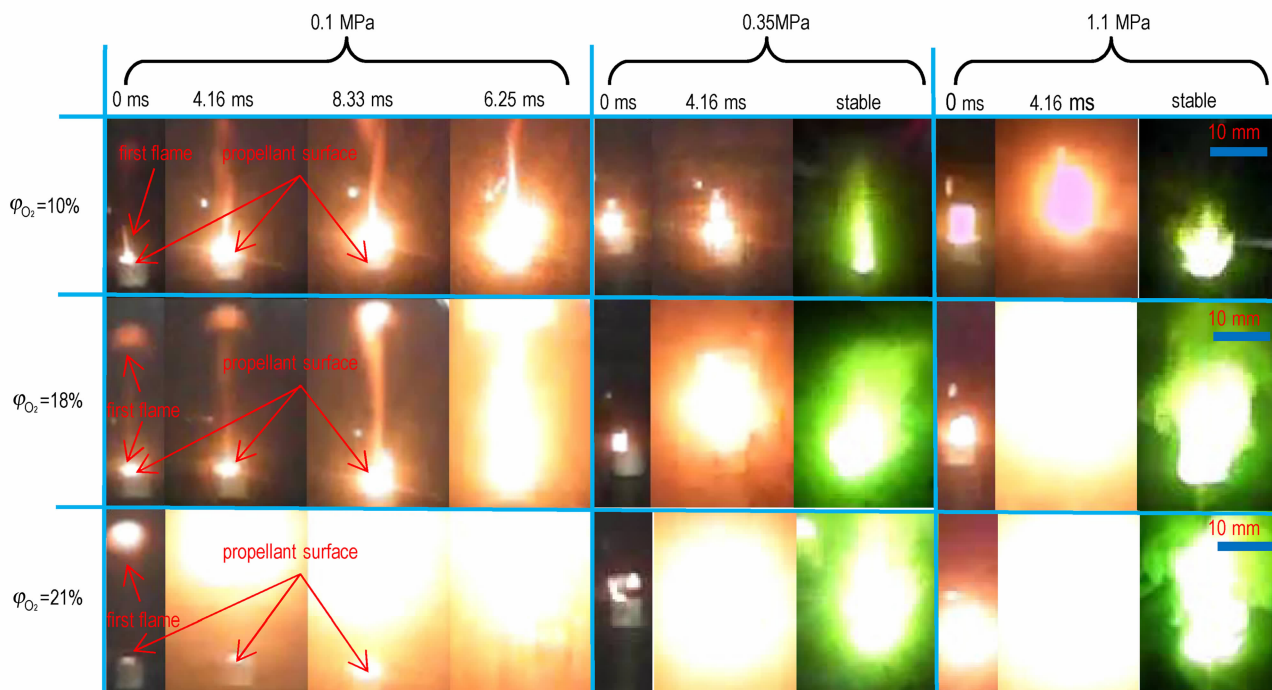 0.1 MPa
0.35MPa
1.1 MPa
0 ms
4.16 ms
8.33 ms
6.25 ms
0 ms
4.16 ms
stable
0 ms
4.16 ms
stable
first flame
propellant surface
10 mm
φO₂=10%
propellant surface
10 mm
φO₂=18%
first flame
propellant surface
10 mm
φO₂=21%
first flame